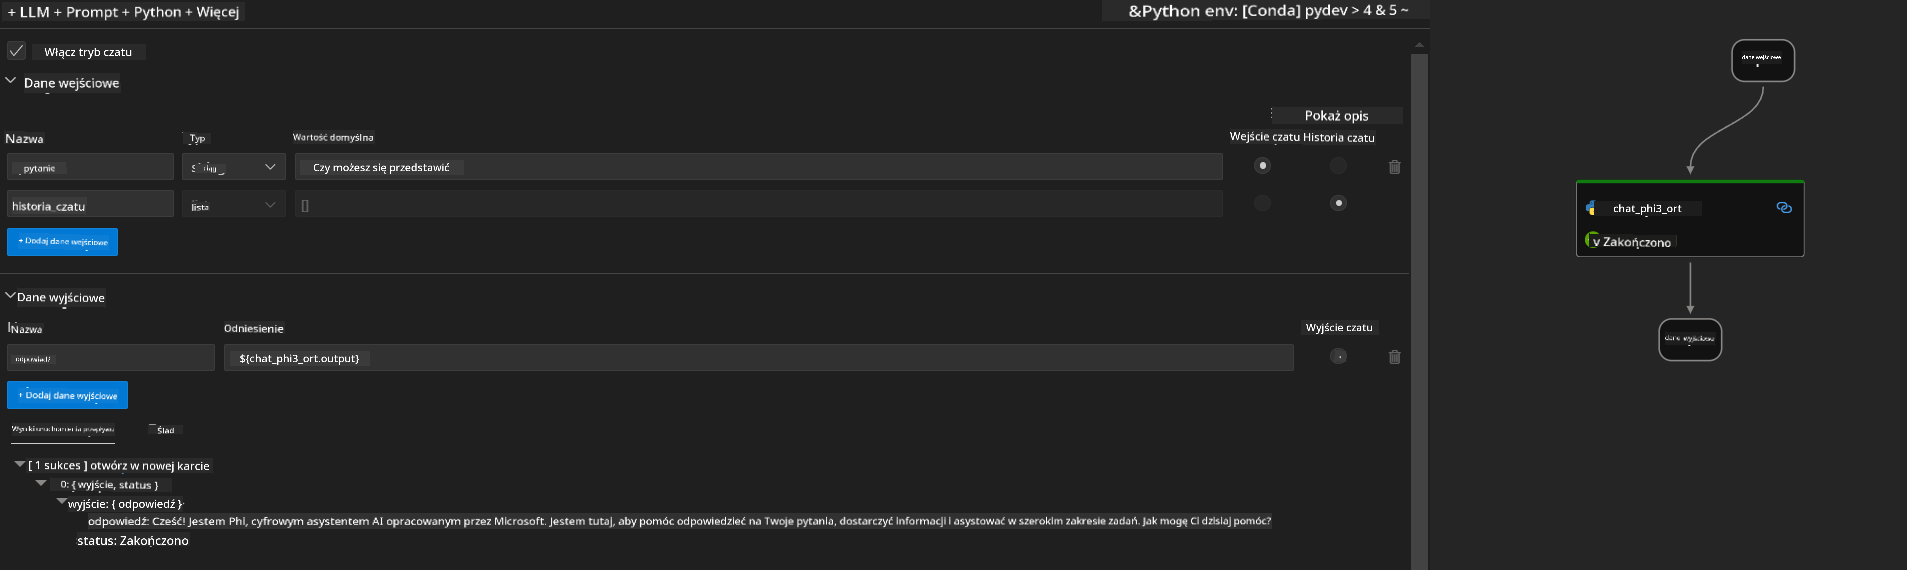 + LLM + Prompt + Python + Więcej
&Python env: [Conda] pydev > 4 & 5 ~
Włącz tryb czatu
Dane wejściowe
Pokaż opis
Nazwa Typ Wartość domyślna Wejście czatu Historia czatu
pytanie Czy możesz się przedstawić
historia_czatu lista []
+ Dodaj dane wejściowe
Dane wyjściowe
Nazwa Odniesienie Wyjście czatu
odpowiedź ${chat_phi3_ort.output}
+ Dodaj dane wyjściowe
Wyniki uruchomienia przepływu Ślad
[ 1 sukces ] otwórz w nowej karcie
0: { wyjście, status }
wyjście: { odpowiedź }
odpowiedź: Cześć! Jestem Phi, cyfrowym asystentem AI opracowanym przez Microsoft. Jestem tutaj, aby pomóc odpowiedzieć na Twoje pytania, dostarczyć informacji i asystować w szerokim zakresie zadań. Jak mogę Ci dzisiaj pomóc?
status: Zakończono
dane wejściowe
chat_phi3_ort
v Zakończono
dane wyjściowe